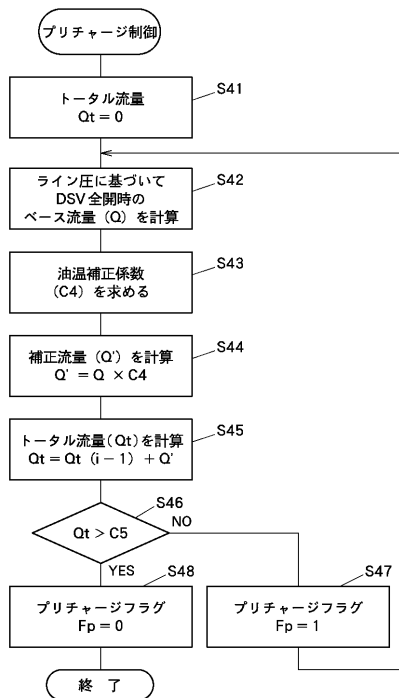 プリチャージ制御
S41
トータル流量
Qt = 0
S42
ライン圧に基づいて
DSV 全開時の
ベース流量（Q）を計算
S43
油温補正係数
（C4）を求める
S44
補正流量（Q'）を計算
Q' = Q × C4
S45
トータル流量（Qt）を計算
Qt = Qt（i − 1）+ Q'
S46
Qt > C5
NO
YES
S48
プリチャージフラグ
Fp = 0
S47
プリチャージフラグ
Fp = 1
終 了